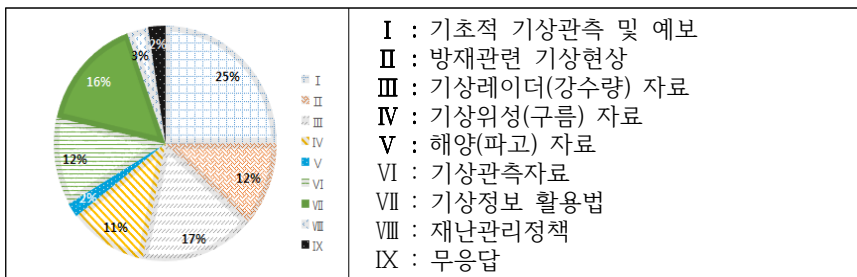 25%
12%
17%
11%
2%
12%
16%
3%
2%
I
II
III
IV
V
VI
VII
VIII
IX
Ⅰ : 기초적 기상관측 및 예보
Ⅱ : 방재관련 기상현상
Ⅲ : 기상레이더(강수량) 자료
Ⅳ : 기상위성(구름) 자료
Ⅴ : 해양(파고) 자료
Ⅵ : 기상관측자료
Ⅶ : 기상정보 활용법
Ⅷ : 재난관리정책
Ⅸ : 무응답